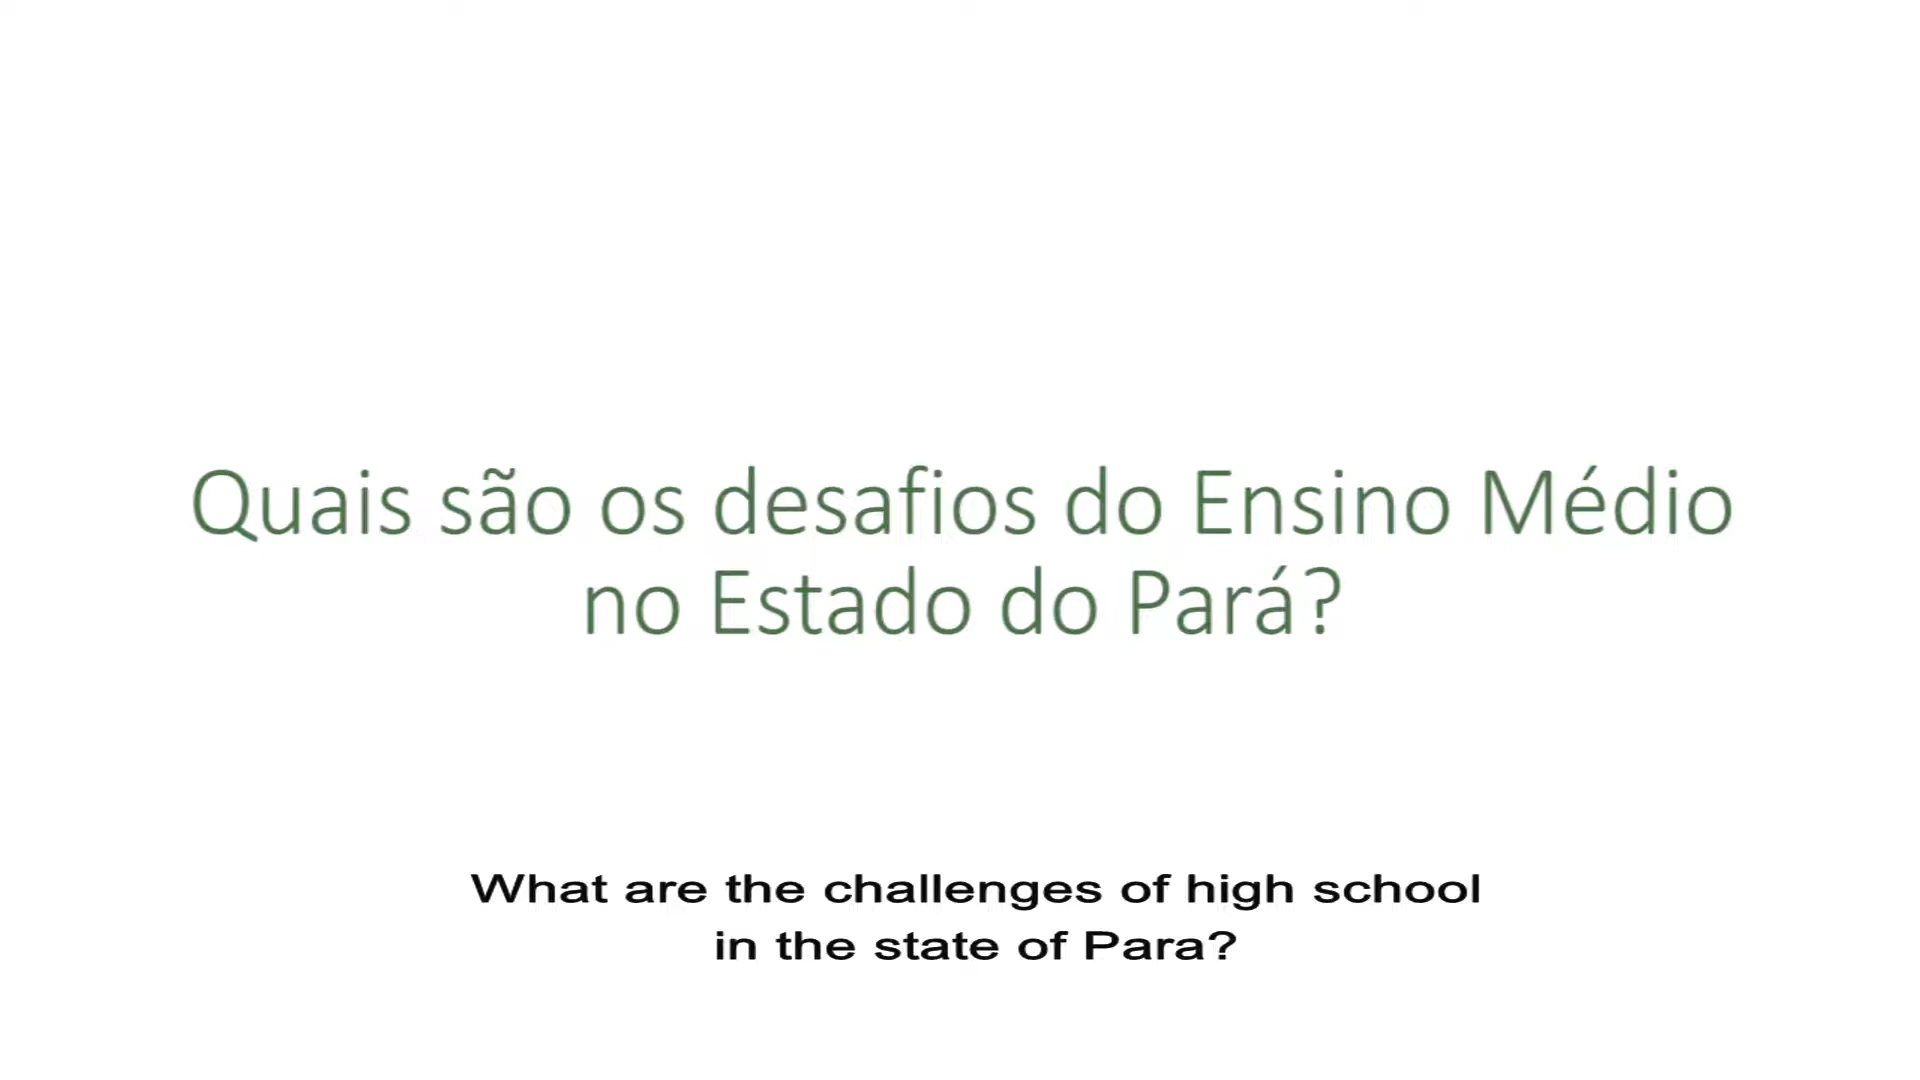 Quais são os desafios do Ensino Médio
no Estado do Pará?
What are the challenges of high school
in the state of Para?